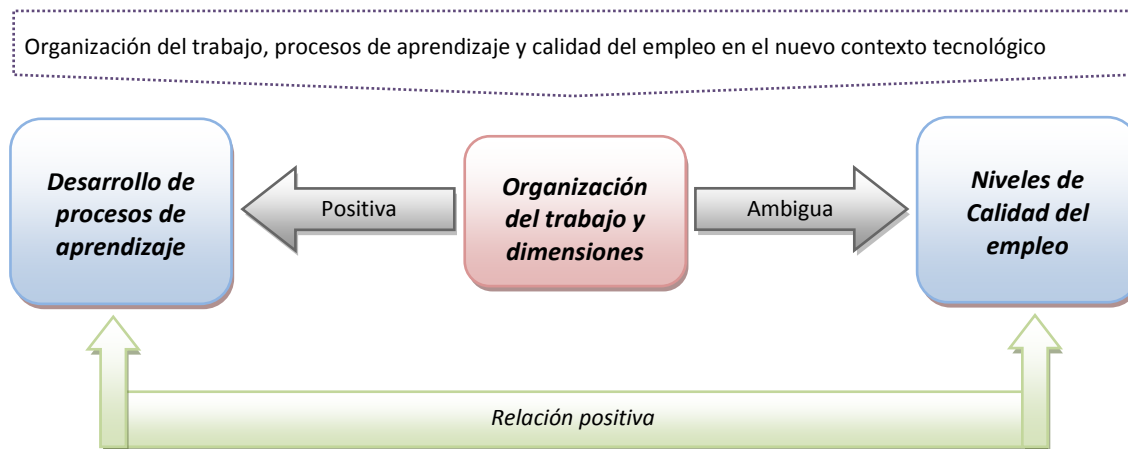 Organización del trabajo, procesos de aprendizaje y calidad del empleo en el nuevo contexto tecnológico
Desarrollo de
procesos de
aprendizaje
Positiva
Organización
del trabajo y
dimensiones
Ambigua
Niveles de
Calidad del
empleo
Relación positiva